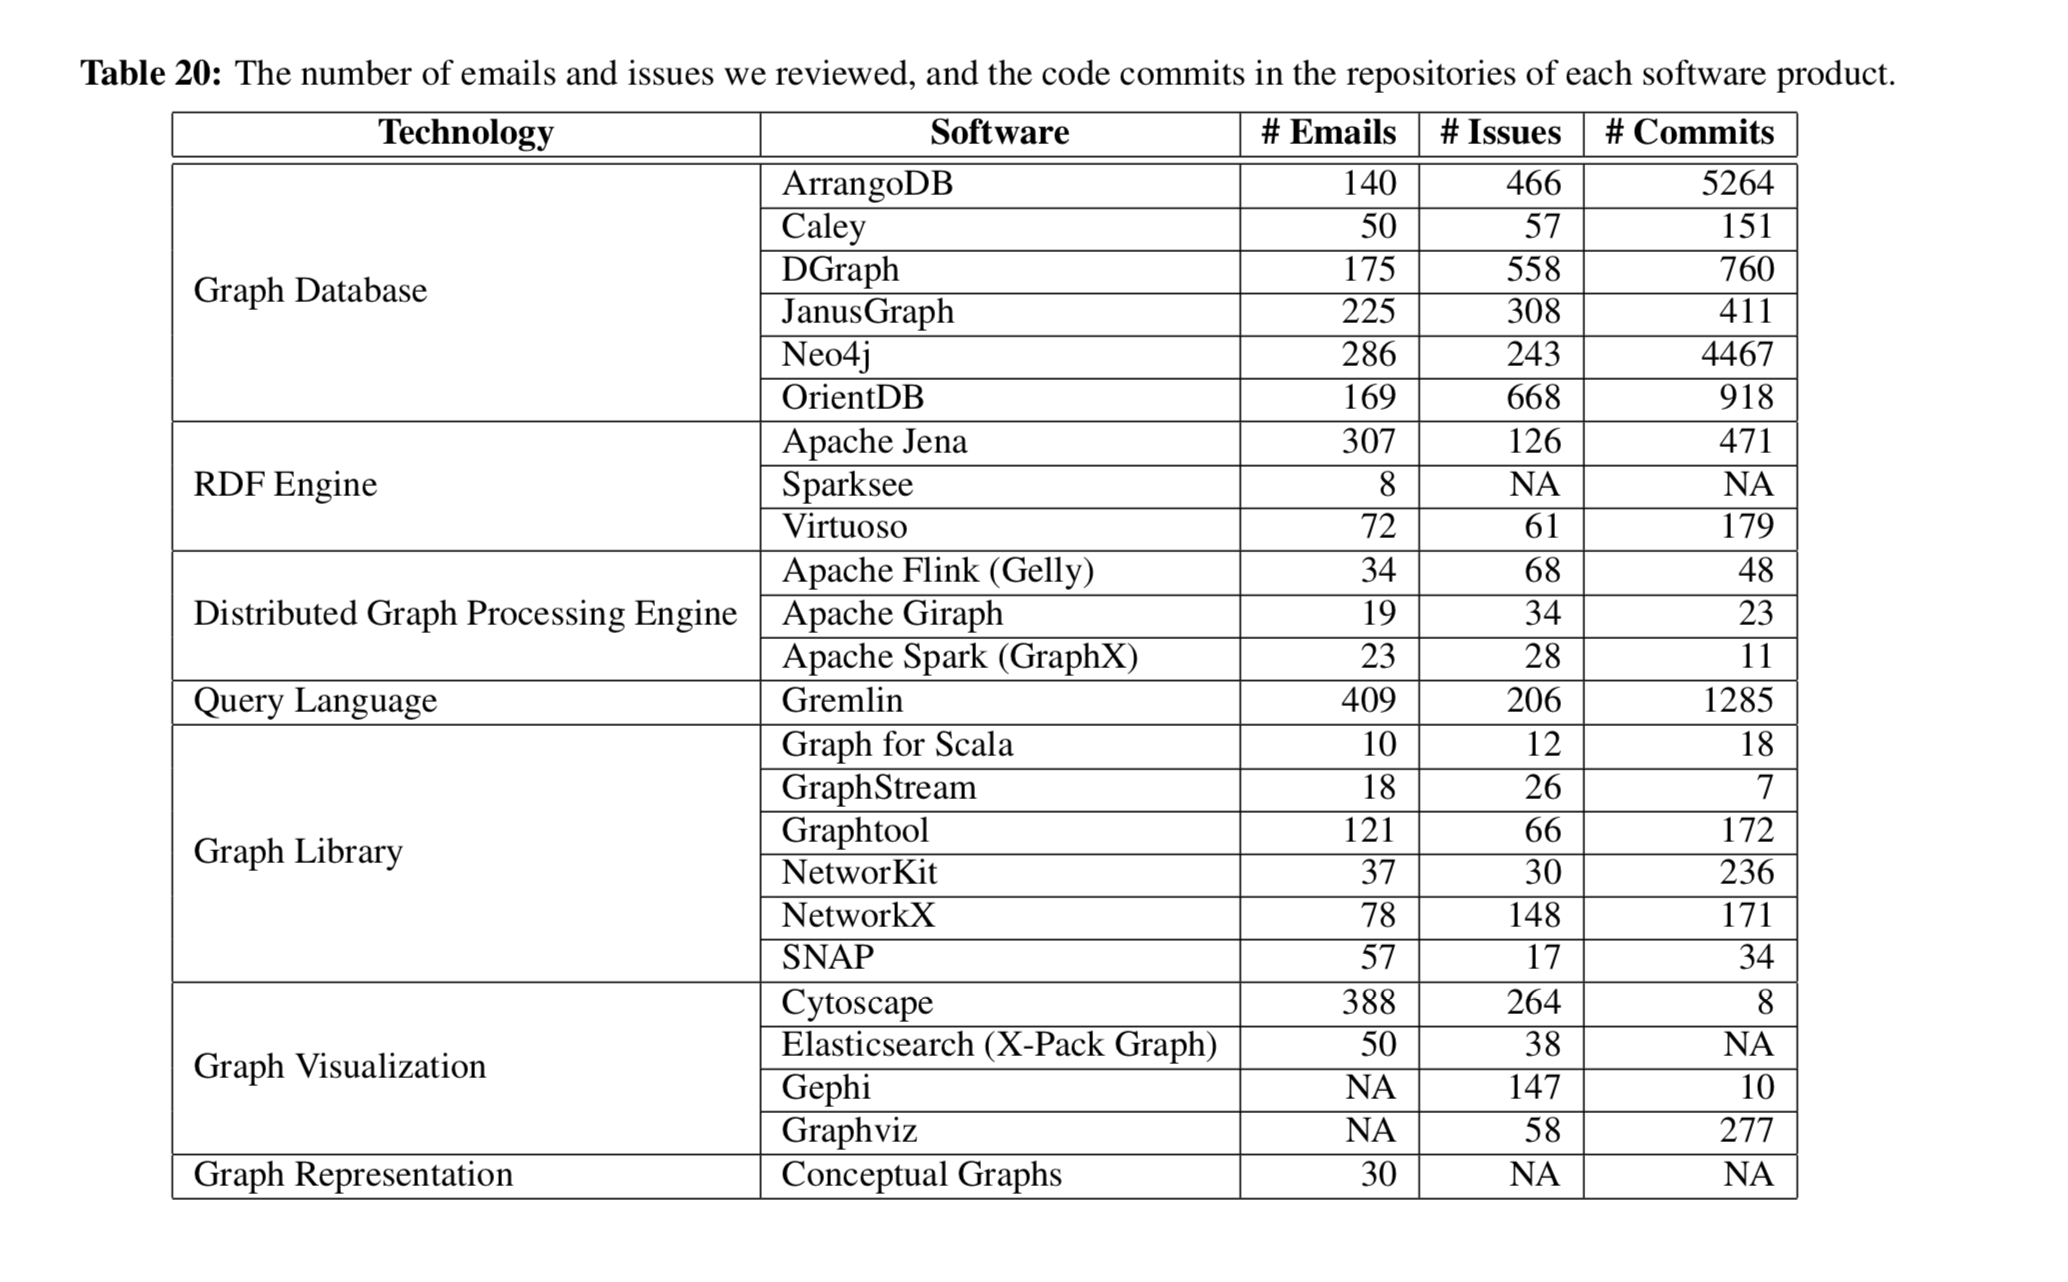 Table 20: The number of emails and issues we reviewed, and the code commits in the repositories of each software product.
Technology Software # Emails # Issues # Commits
Graph Database
ArrangoDB 140 466 5264
Caley 50 57 151
DGraph 175 558 760
JanusGraph 225 308 411
Neo4j 286 243 4467
OrientDB 169 668 918
RDF Engine
Apache Jena 307 126 471
Sparksee 8 NA NA
Virtuoso 72 61 179
Distributed Graph Processing Engine
Apache Flink (Gelly) 34 68 48
Apache Giraph 19 34 23
Apache Spark (GraphX) 23 28 11
Query Language Gremlin 409 206 1285
Graph Library
Graph for Scala 10 12 18
GraphStream 18 26 7
Graphtool 121 66 172
NetworKit 37 30 236
NetworkX 78 148 171
SNAP 57 17 34
Graph Visualization
Cytoscape 388 264 8
Elasticsearch (X-Pack Graph) 50 38 NA
Gephi NA 147 10
Graphviz NA 58 277
Graph Representation Conceptual Graphs 30 NA NA